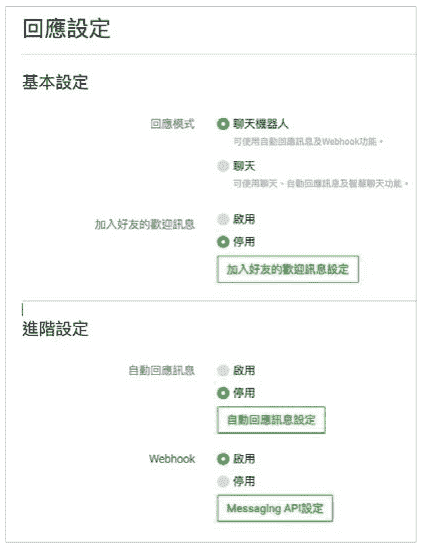 回應設定
基本設定
回應模式 聊天機器人
可使用自動回應訊息及Webhook功能。
聊天
可使用聊天、自動回應訊息及智慧聊天功能。
加入好友的歡迎訊息 啟用
停用
加入好友的歡迎訊息設定
進階設定
自動回應訊息 啟用
停用
自動回應訊息設定
Webhook 啟用
停用
Messaging API設定